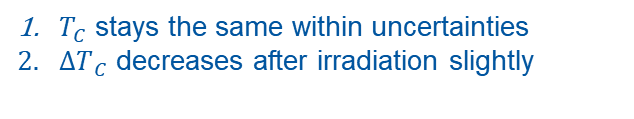 1. T_C stays the same within uncertainties
2. ΔT_C decreases after irradiation slightly